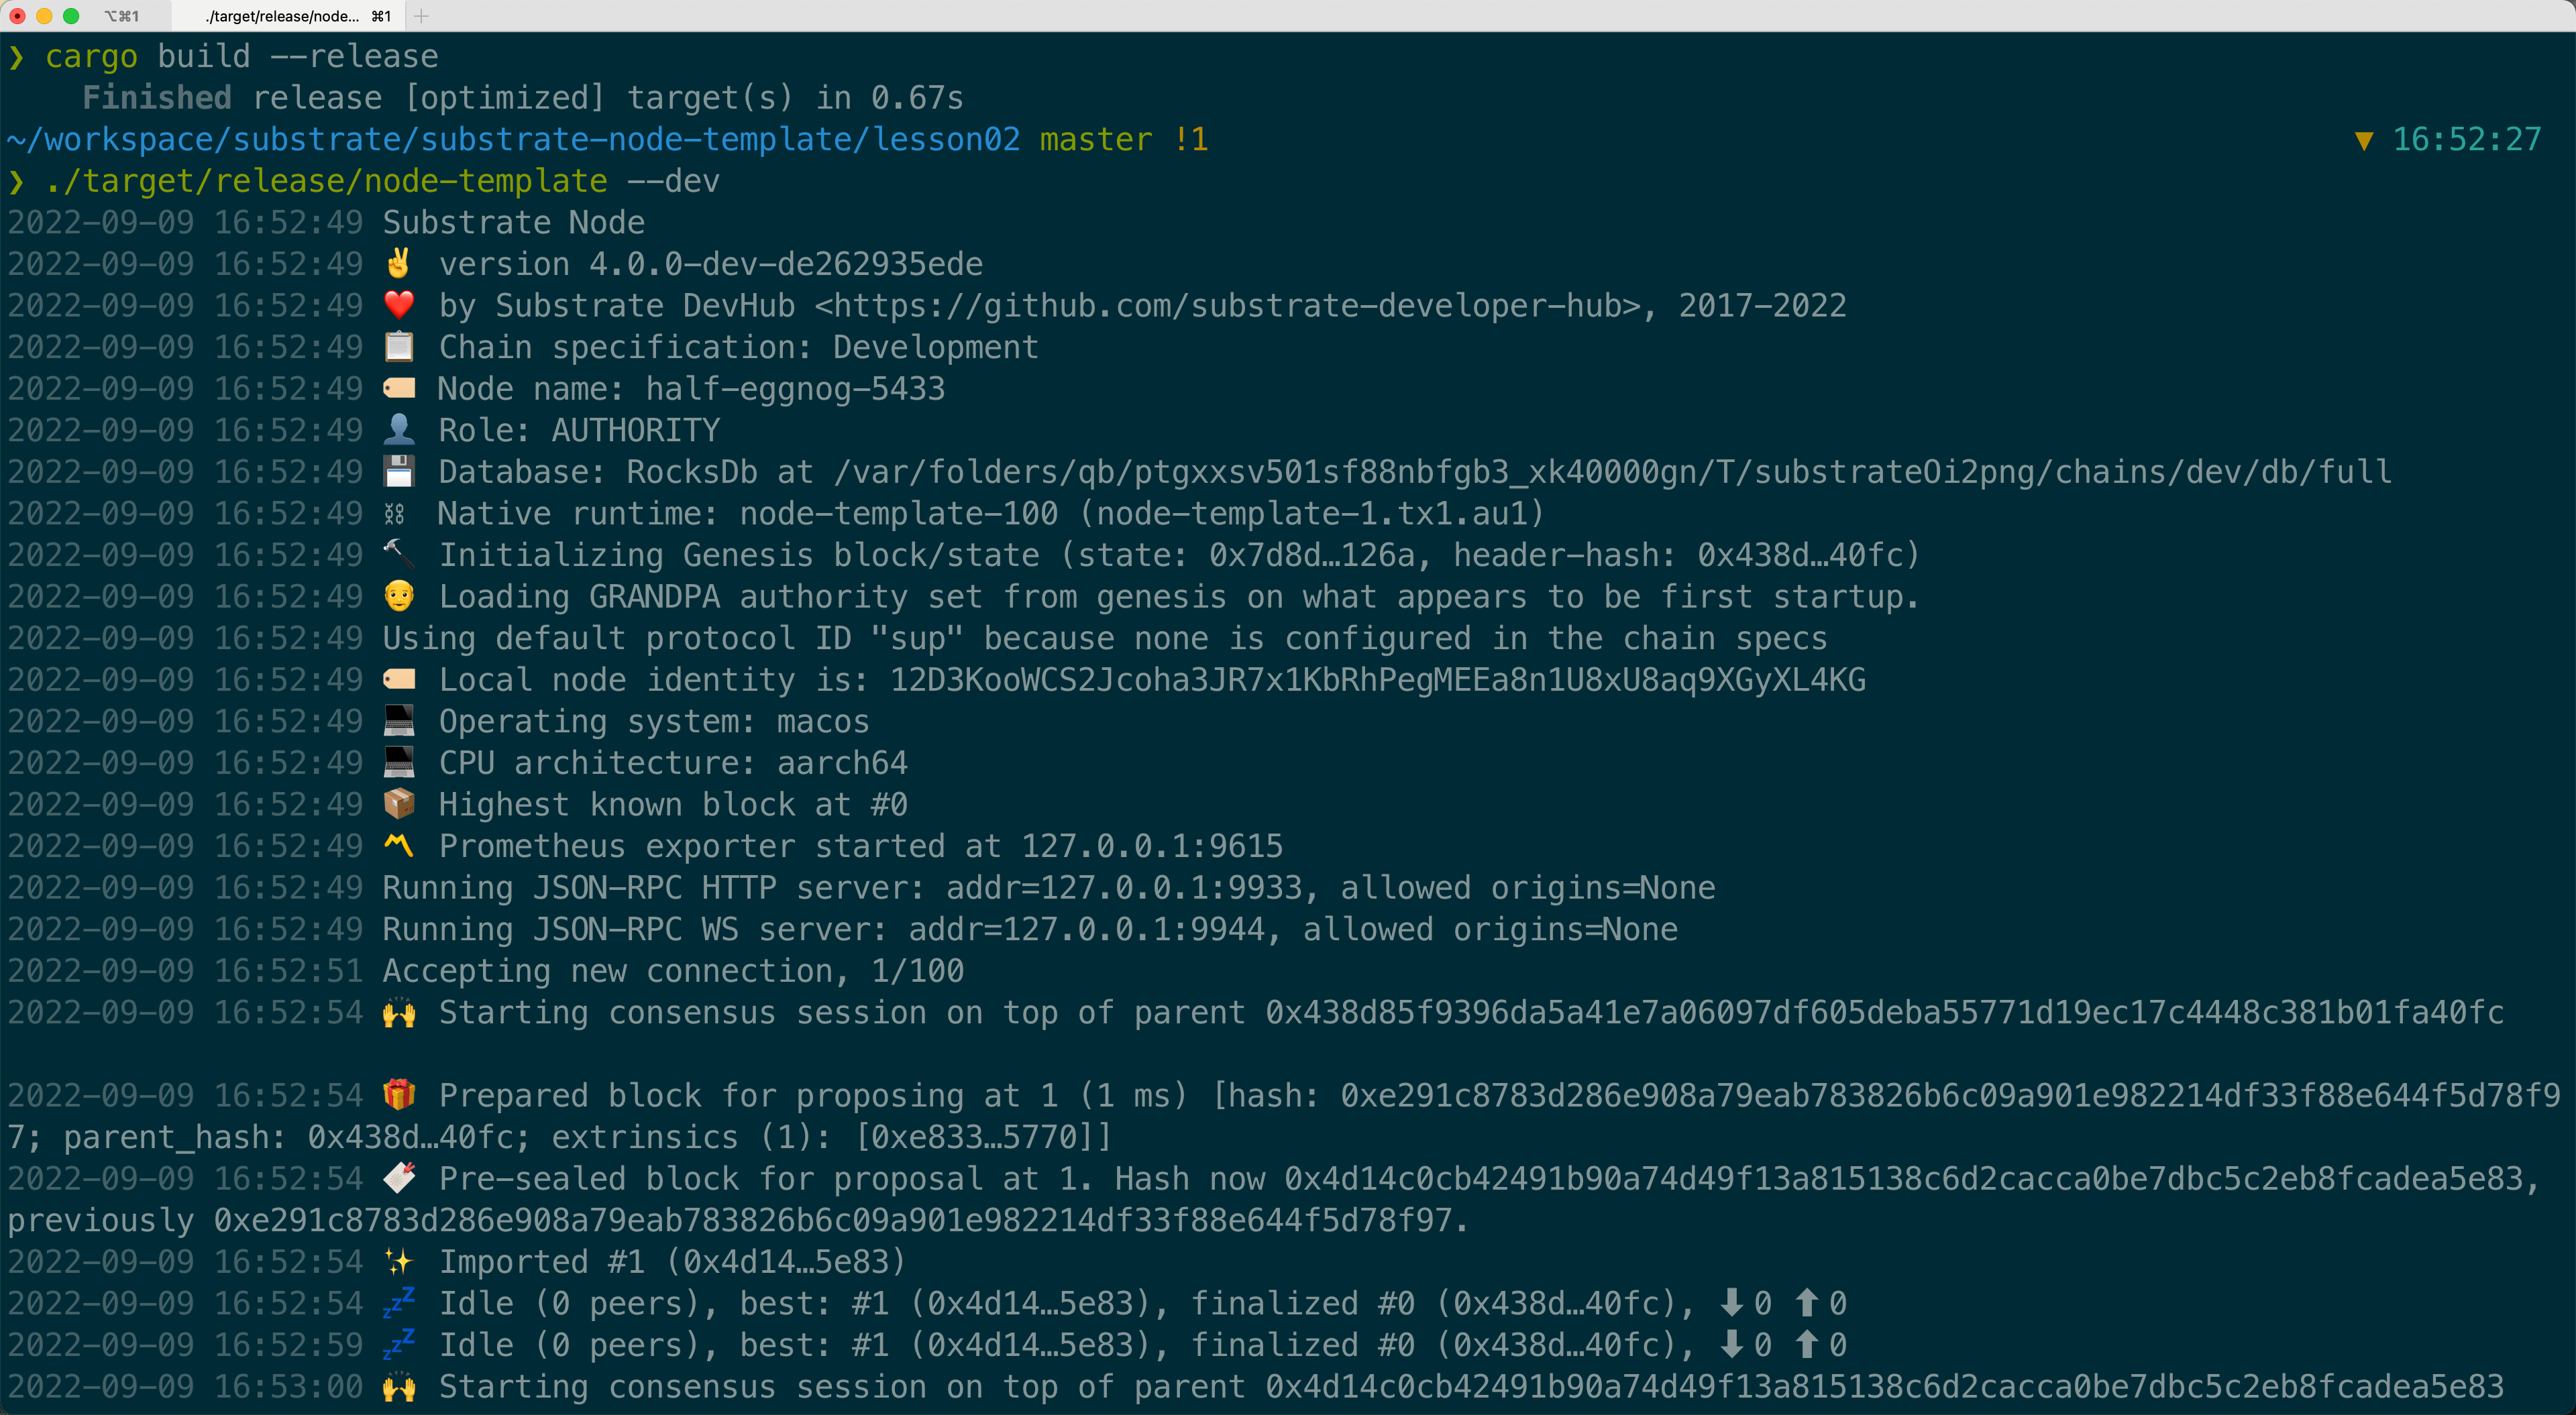 ⌥⌘1 ./target/release/node... ⌘1
❯ cargo build --release
Finished release [optimized] target(s) in 0.67s
~/workspace/substrate/substrate-node-template/lesson02 master !1 ▼ 16:52:27
❯ ./target/release/node-template --dev
2022-09-09 16:52:49 Substrate Node
2022-09-09 16:52:49 ✌️ version 4.0.0-dev-de262935ede
2022-09-09 16:52:49 ❤️ by Substrate DevHub <https://github.com/substrate-developer-hub>, 2017-2022
2022-09-09 16:52:49 📋 Chain specification: Development
2022-09-09 16:52:49 🏷 Node name: half-eggnog-5433
2022-09-09 16:52:49 👤 Role: AUTHORITY
2022-09-09 16:52:49 💾 Database: RocksDb at /var/folders/qb/ptgxxsv501sf88nbfgb3_xk40000gn/T/substrateOi2png/chains/dev/db/full
2022-09-09 16:52:49 ⛓ Native runtime: node-template-100 (node-template-1.tx1.au1)
2022-09-09 16:52:49 🔨 Initializing Genesis block/state (state: 0x7d8d…126a, header-hash: 0x438d…40fc)
2022-09-09 16:52:49 👴 Loading GRANDPA authority set from genesis on what appears to be first startup.
2022-09-09 16:52:49 Using default protocol ID "sup" because none is configured in the chain specs
2022-09-09 16:52:49 🏷 Local node identity is: 12D3KooWCS2Jcoha3JR7x1KbRhPegMEEa8n1U8xU8aq9XGyXL4KG
2022-09-09 16:52:49 💻 Operating system: macos
2022-09-09 16:52:49 💻 CPU architecture: aarch64
2022-09-09 16:52:49 📦 Highest known block at #0
2022-09-09 16:52:49 〽️ Prometheus exporter started at 127.0.0.1:9615
2022-09-09 16:52:49 Running JSON-RPC HTTP server: addr=127.0.0.1:9933, allowed origins=None
2022-09-09 16:52:49 Running JSON-RPC WS server: addr=127.0.0.1:9944, allowed origins=None
2022-09-09 16:52:51 Accepting new connection, 1/100
2022-09-09 16:52:54 🙌 Starting consensus session on top of parent 0x438d85f9396da5a41e7a06097df605deba55771d19ec17c4448c381b01fa40fc
2022-09-09 16:52:54 🎁 Prepared block for proposing at 1 (1 ms) [hash: 0xe291c8783d286e908a79eab783826b6c09a901e982214df33f88e644f5d78f9
7; parent_hash: 0x438d…40fc; extrinsics (1): [0xe833…5770]]
2022-09-09 16:52:54 🔖 Pre-sealed block for proposal at 1. Hash now 0x4d14c0cb42491b90a74d49f13a815138c6d2cacca0be7dbc5c2eb8fcadea5e83,
previously 0xe291c8783d286e908a79eab783826b6c09a901e982214df33f88e644f5d78f97.
2022-09-09 16:52:54 ✨ Imported #1 (0x4d14…5e83)
2022-09-09 16:52:54 💤 Idle (0 peers), best: #1 (0x4d14…5e83), finalized #0 (0x438d…40fc), ⬇ 0 ⬆ 0
2022-09-09 16:52:59 💤 Idle (0 peers), best: #1 (0x4d14…5e83), finalized #0 (0x438d…40fc), ⬇ 0 ⬆ 0
2022-09-09 16:53:00 🙌 Starting consensus session on top of parent 0x4d14c0cb42491b90a74d49f13a815138c6d2cacca0be7dbc5c2eb8fcadea5e83